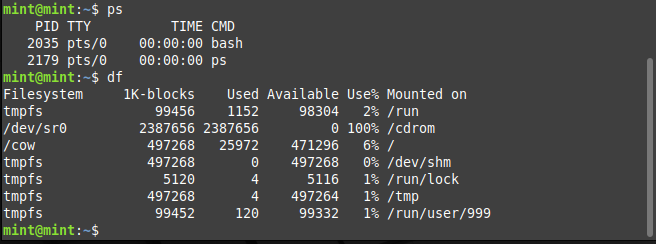 mint@mint:~$ ps
    PID TTY          TIME CMD
   2035 pts/0    00:00:00 bash
   2179 pts/0    00:00:00 ps
mint@mint:~$ df
Filesystem     1K-blocks    Used Available Use% Mounted on
tmpfs              99456    1152     98304   2% /run
/dev/sr0         2387656 2387656         0 100% /cdrom
/cow              497268   25972    471296   6% /
tmpfs             497268       0    497268   0% /dev/shm
tmpfs               5120       4      5116   1% /run/lock
tmpfs             497268       4    497264   1% /tmp
tmpfs              99452     120     99332   1% /run/user/999
mint@mint:~$